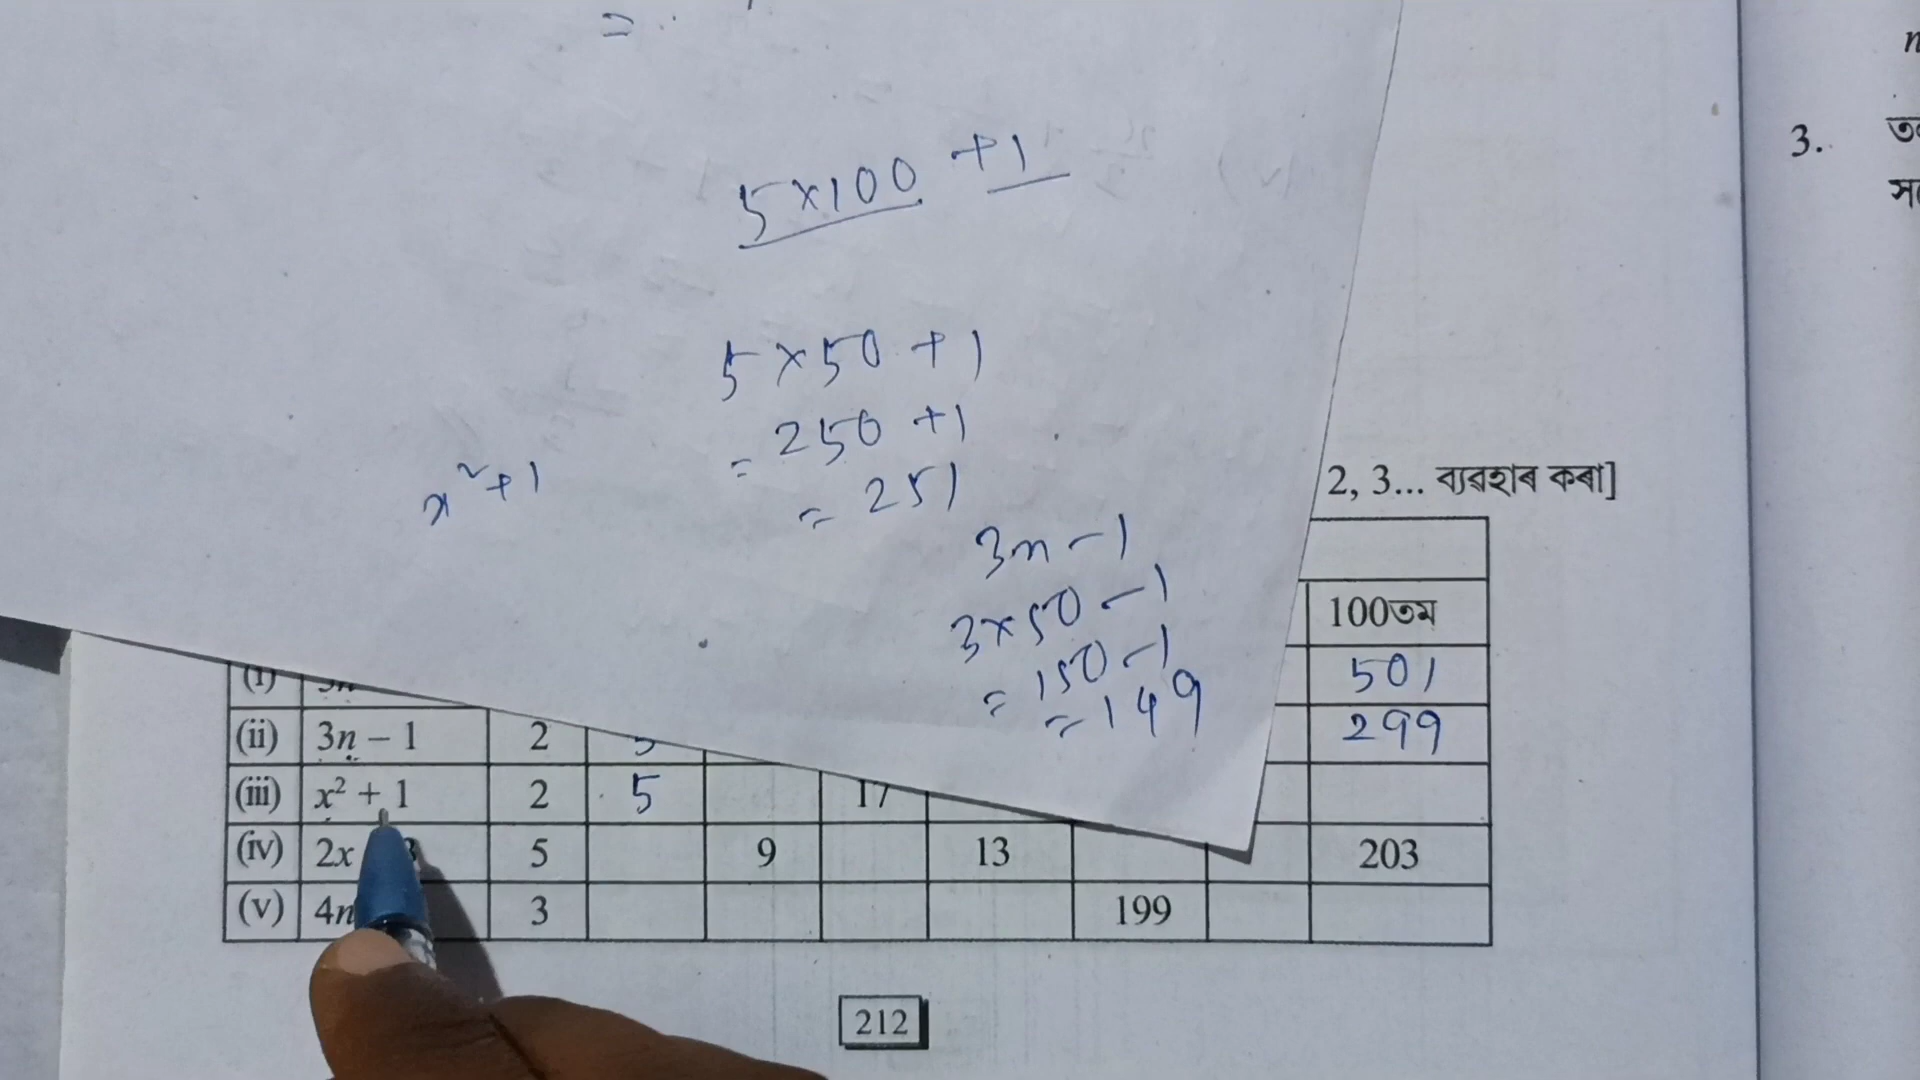 5×100 +1
5×50 +1
= 250 +1
= 251
x²+1
3n-1
3×50-1
= 150-1
= 149
3.
2, 3... ব্যৱহাৰ কৰা]
100তম
(i) 501
(ii) 3n − 1 2 5 299
(iii) x² + 1 2 5 17
(iv) 2x 5 9 13 203
(v) 4n 3 199
212